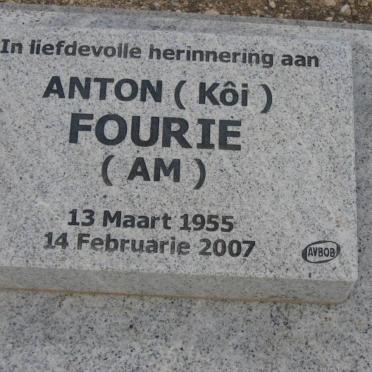 In liefdevolle herinnering aan
ANTON ( Kôi )
FOURIE
( AM )
13 Maart 1955
14 Februarie 2007
AVBOB